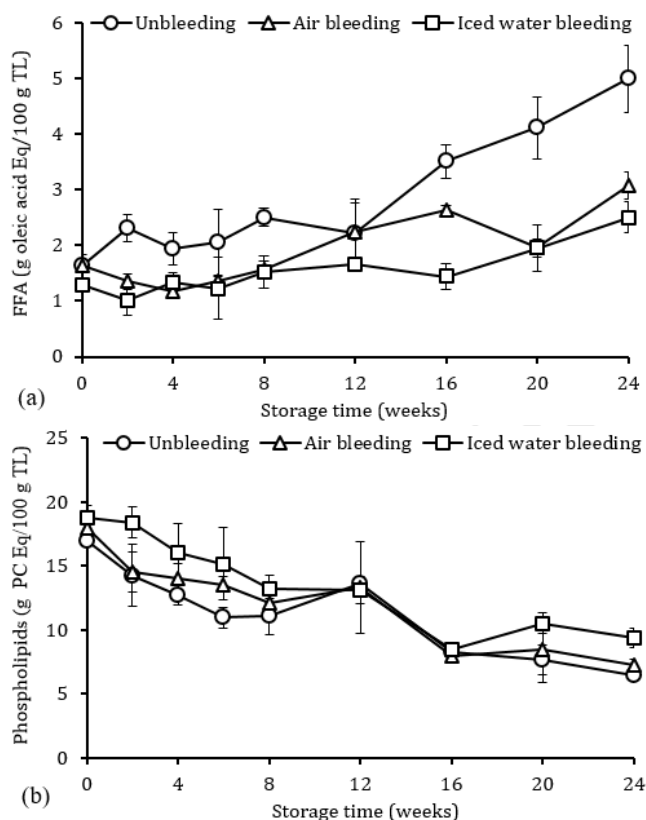 Unbleeding Air bleeding Iced water bleeding
6
5
4
3
2
1
0
FFA (g oleic acid Eq/100 g TL)
0 4 8 12 16 20 24
(a)
Storage time (weeks)
25
Unbleeding Air bleeding Iced water bleeding
20
15
10
5
0
Phospholipids (g PC Eq/100 g TL)
0 4 8 12 16 20 24
(b)
Storage time (weeks)